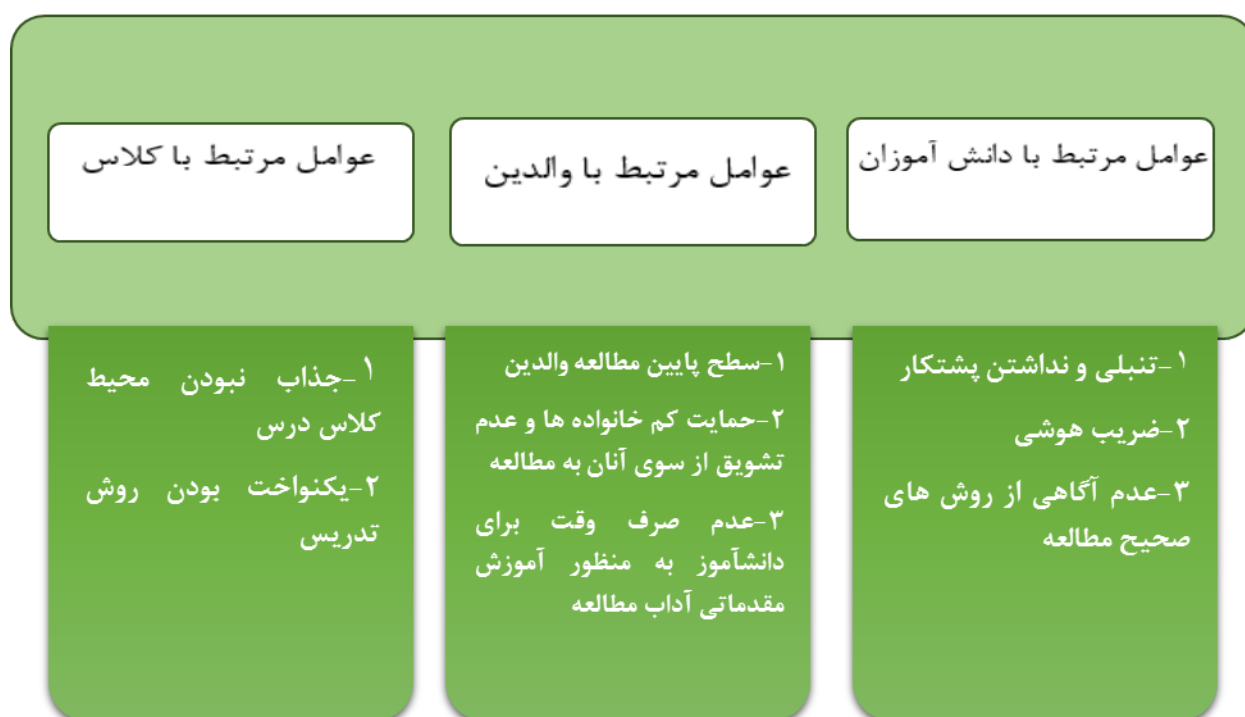 عوامل مرتبط با دانش آموزان
عوامل مرتبط با والدین
عوامل مرتبط با کلاس
۱-تنبلی و نداشتن پشتکار
۲-ضریب هوشی
۳-عدم آگاهی از روش های
صحیح مطالعه
۱-سطح پایین مطالعه والدین
۲-حمایت کم خانواده ها و عدم
تشویق از سوی آنان به مطالعه
۳-عدم صرف وقت برای
دانشآموز به منظور آموزش
مقدماتی آداب مطالعه
۱-جذاب نبودن محیط
کلاس درس
۲-یکنواخت بودن روش
تدریس